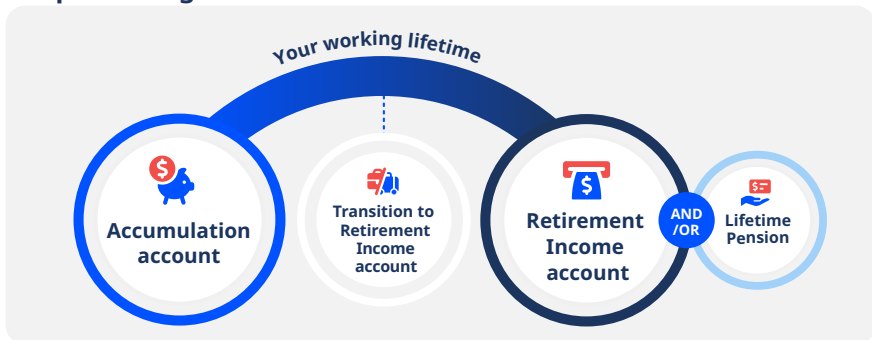 Your working lifetime
Accumulation
account
Transition to
Retirement
Income
account
Retirement
Income
account
AND
/OR
Lifetime
Pension